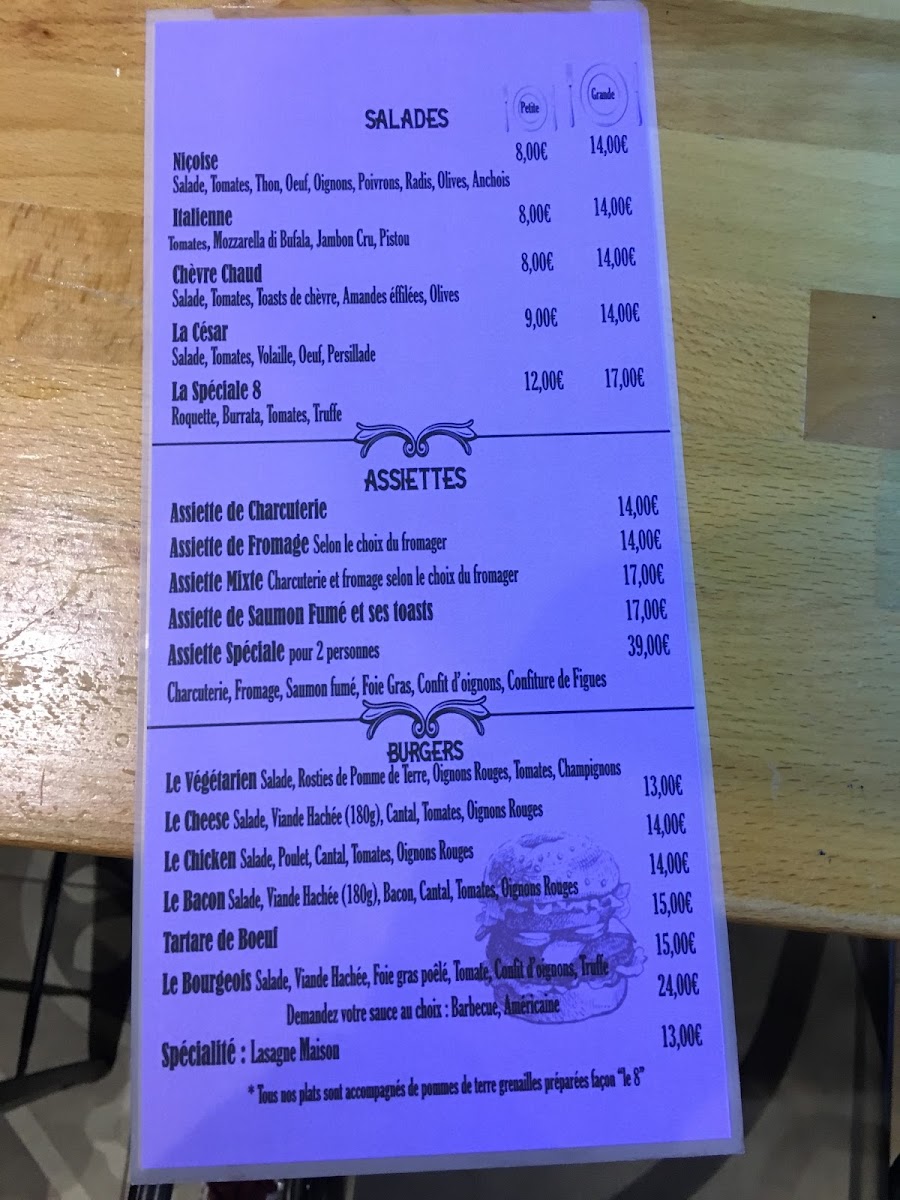 SALADES Petite Grande
Niçoise 8,00€ 14,00€
Salade, Tomates, Thon, Oeuf, Oignons, Poivrons, Radis, Olives, Anchois
Italienne 8,00€ 14,00€
Tomates, Mozzarella di Bufala, Jambon Cru, Pistou
Chèvre Chaud 8,00€ 14,00€
Salade, Tomates, Toasts de chèvre, Amandes éffilées, Olives
La César 9,00€ 14,00€
Salade, Tomates, Volaille, Oeuf, Persillade
La Spéciale 8 12,00€ 17,00€
Roquette, Burrata, Tomates, Truffe
ASSIETTES
Assiette de Charcuterie 14,00€
Assiette de Fromage Selon le choix du fromager 14,00€
Assiette Mixte Charcuterie et fromage selon le choix du fromager 17,00€
Assiette de Saumon Fumé et ses toasts 17,00€
Assiette Spéciale pour 2 personnes 39,00€
Charcuterie, Fromage, Saumon fumé, Foie Gras, Confit d'oignons, Confiture de Figues
BURGERS
Le Végétarien Salade, Rosties de Pomme de Terre, Oignons Rouges, Tomates, Champignons 13,00€
Le Cheese Salade, Viande Hachée (180g), Cantal, Tomates, Oignons Rouges 14,00€
Le Chicken Salade, Poulet, Cantal, Tomates, Oignons Rouges 14,00€
Le Bacon Salade, Viande Hachée (180g), Bacon, Cantal, Tomates, Oignons Rouges 15,00€
Tartare de Boeuf 15,00€
Le Bourgeois Salade, Viande Hachée, Foie gras poêlé, Tomate, Confit d'oignons, Truffe 24,00€
Demandez votre sauce au choix : Barbecue, Américaine
Spécialité : Lasagne Maison 13,00€
* Tous nos plats sont accompagnés de pommes de terre grenailles préparées façon "le 8"